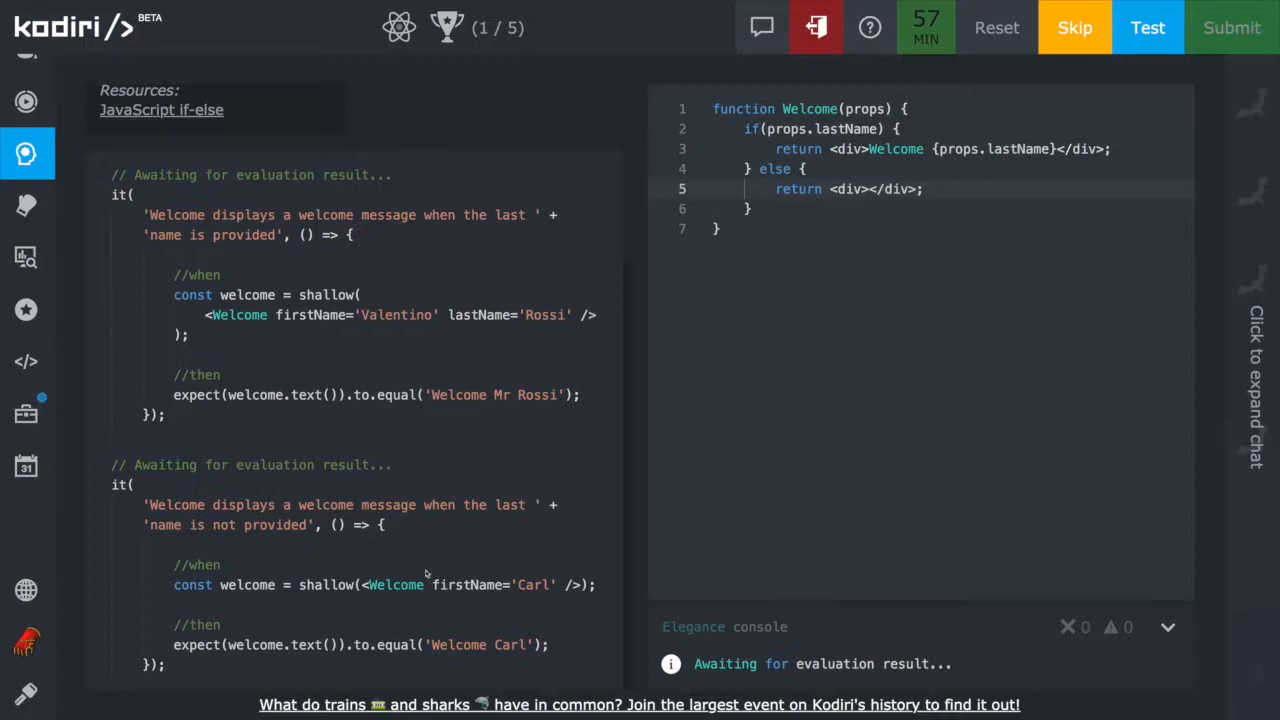 kodiri/> BETA
(1 / 5)
57
MIN
Reset
Skip
Test
Submit
Resources:
JavaScript if-else
// Awaiting for evaluation result...
it(
'Welcome displays a welcome message when the last ' +
'name is provided', () => {
//when
const welcome = shallow(
<Welcome firstName='Valentino' lastName='Rossi' />
);
//then
expect(welcome.text()).to.equal('Welcome Mr Rossi');
});
// Awaiting for evaluation result...
it(
'Welcome displays a welcome message when the last ' +
'name is not provided', () => {
//when
const welcome = shallow(<Welcome firstName='Carl' />);
//then
expect(welcome.text()).to.equal('Welcome Carl');
});
1 function Welcome(props) {
2 if(props.lastName) {
3 return <div>Welcome {props.lastName}</div>;
4 } else {
5 return <div></div>;
6 }
7 }
Elegance console
0 0
Awaiting for evaluation result...
Click to expand chat
31
What do trains 🚃 and sharks 🦈 have in common? Join the largest event on Kodiri's history to find it out!